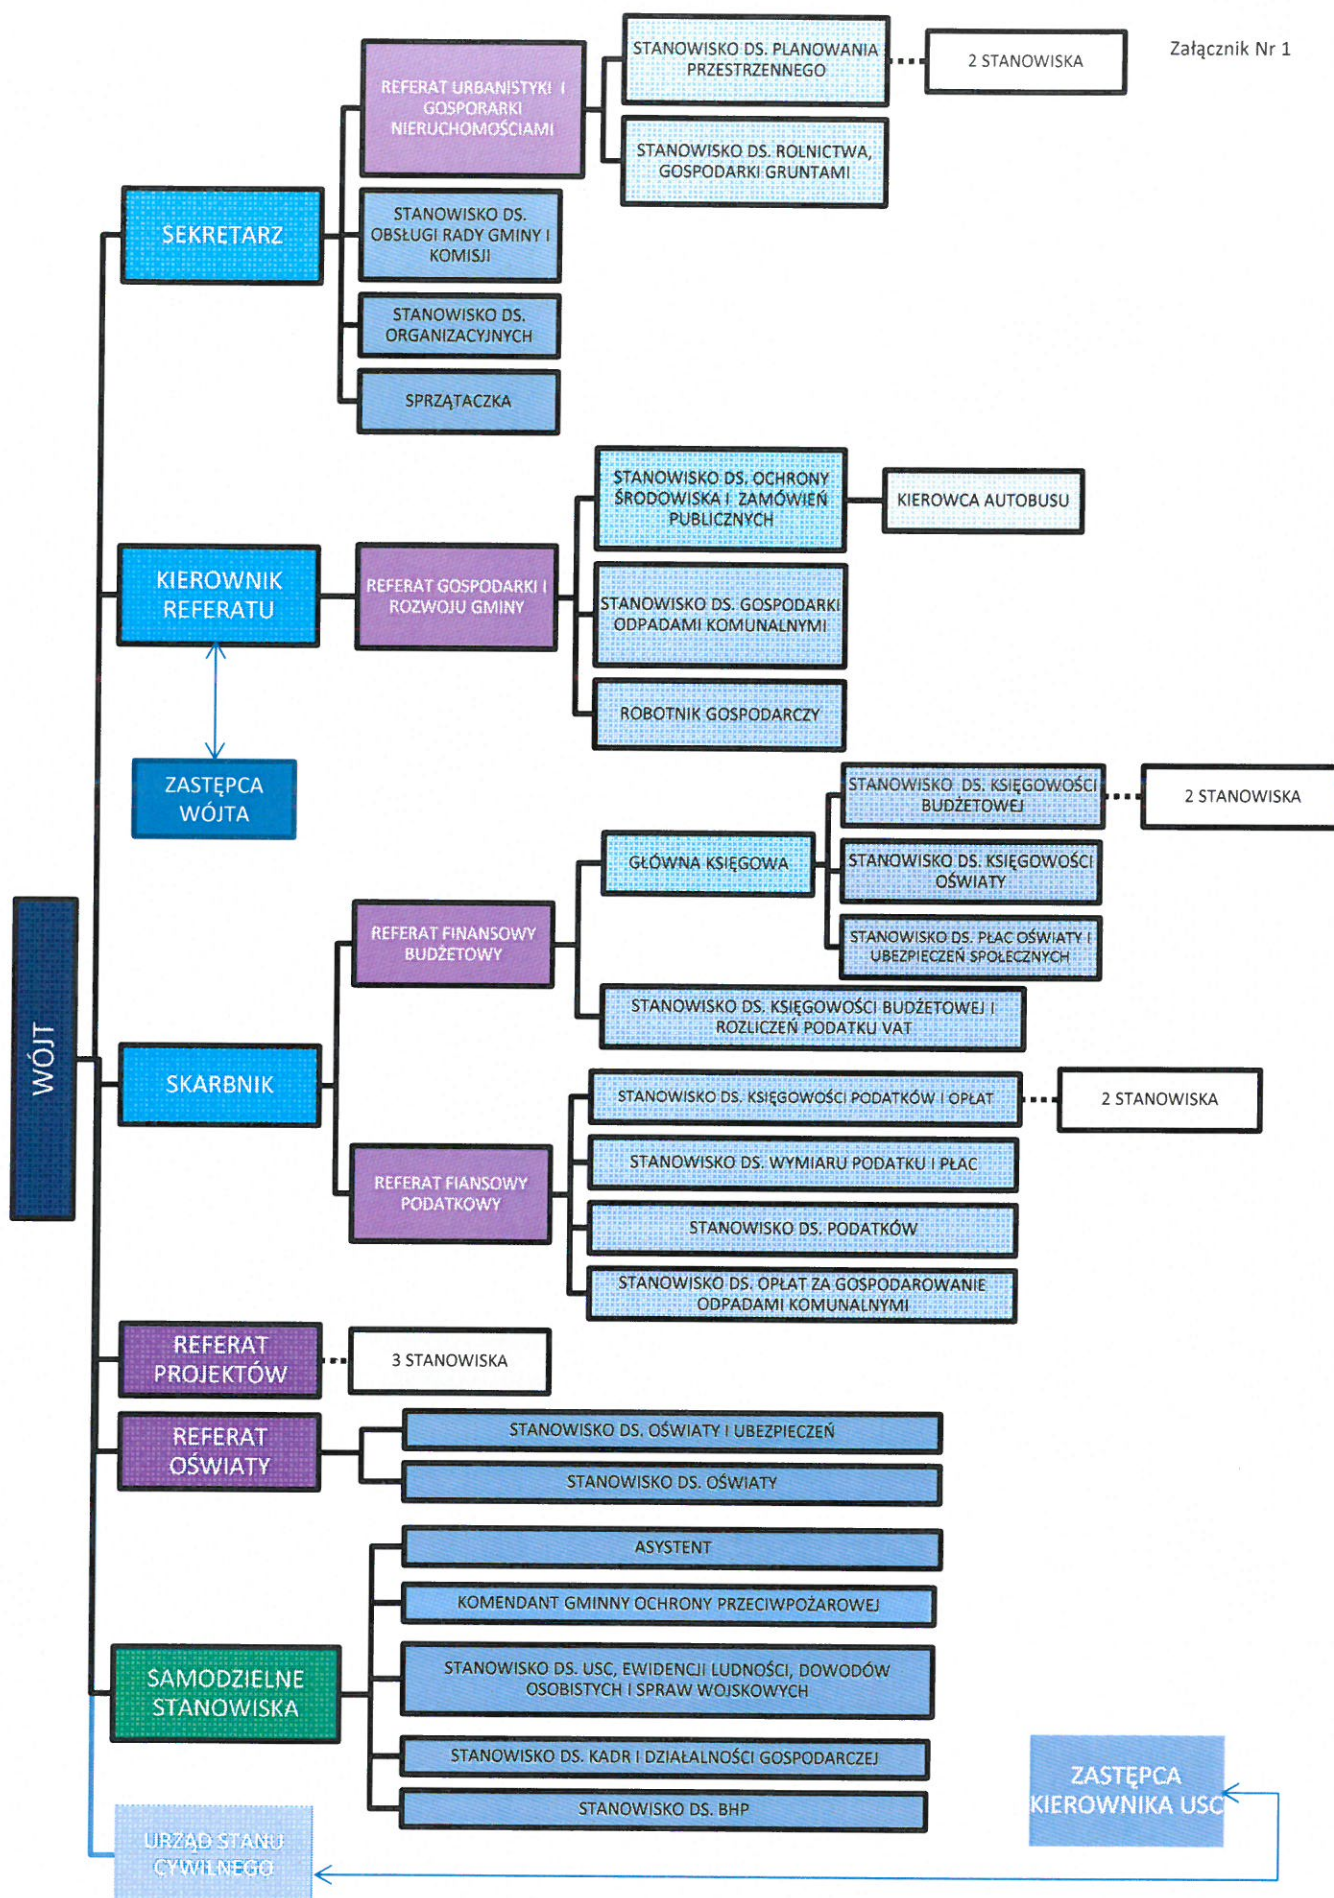 Załącznik Nr 1
WÓJT
SEKRETARZ
REFERAT URBANISTYKI I
GOSPORARKI
NIERUCHOMOŚCIAMI
STANOWISKO DS. PLANOWANIA
PRZESTRZENNEGO
2 STANOWISKA
STANOWISKO DS. ROLNICTWA,
GOSPODARKI GRUNTAMI
STANOWISKO DS.
OBSŁUGI RADY GMINY I
KOMISJI
STANOWISKO DS.
ORGANIZACYJNYCH
SPRZĄTACZKA
KIEROWNIK
REFERATU
REFERAT GOSPODARKI I
ROZWOJU GMINY
STANOWISKO DS. OCHRONY
ŚRODOWISKA I ZAMÓWIEŃ
PUBLICZNYCH
KIEROWCA AUTOBUSU
STANOWISKO DS. GOSPODARKI
ODPADAMI KOMUNALNYMI
ROBOTNIK GOSPODARCZY
ZASTĘPCA
WÓJTA
SKARBNIK
REFERAT FINANSOWY
BUDŻETOWY
GŁÓWNA KSIĘGOWA
STANOWISKO DS. KSIĘGOWOŚCI
BUDŻETOWEJ
2 STANOWISKA
STANOWISKO DS. KSIĘGOWOŚCI
OŚWIATY
STANOWISKO DS. PŁAC OŚWIATY I
UBEZPIECZEŃ SPOŁECZNYCH
STANOWISKO DS. KSIĘGOWOŚCI BUDŻETOWEJ I
ROZLICZEŃ PODATKU VAT
REFERAT FIANSOWY
PODATKOWY
STANOWISKO DS. KSIĘGOWOŚCI PODATKÓW I OPŁAT
2 STANOWISKA
STANOWISKO DS. WYMIARU PODATKU I PŁAC
STANOWISKO DS. PODATKÓW
STANOWISKO DS. OPŁAT ZA GOSPODAROWANIE
ODPADAMI KOMUNALNYMI
REFERAT
PROJEKTÓW
3 STANOWISKA
REFERAT
OŚWIATY
STANOWISKO DS. OŚWIATY I UBEZPIECZEŃ
STANOWISKO DS. OŚWIATY
SAMODZIELNE
STANOWISKA
ASYSTENT
KOMENDANT GMINNY OCHRONY PRZECIWPOŻAROWEJ
STANOWISKO DS. USC, EWIDENCJI LUDNOŚCI, DOWODÓW
OSOBISTYCH I SPRAW WOJSKOWYCH
STANOWISKO DS. KADR I DZIAŁALNOŚCI GOSPODARCZEJ
STANOWISKO DS. BHP
URZĄD STANU
CYWILNEGO
ZASTĘPCA
KIEROWNIKA USC